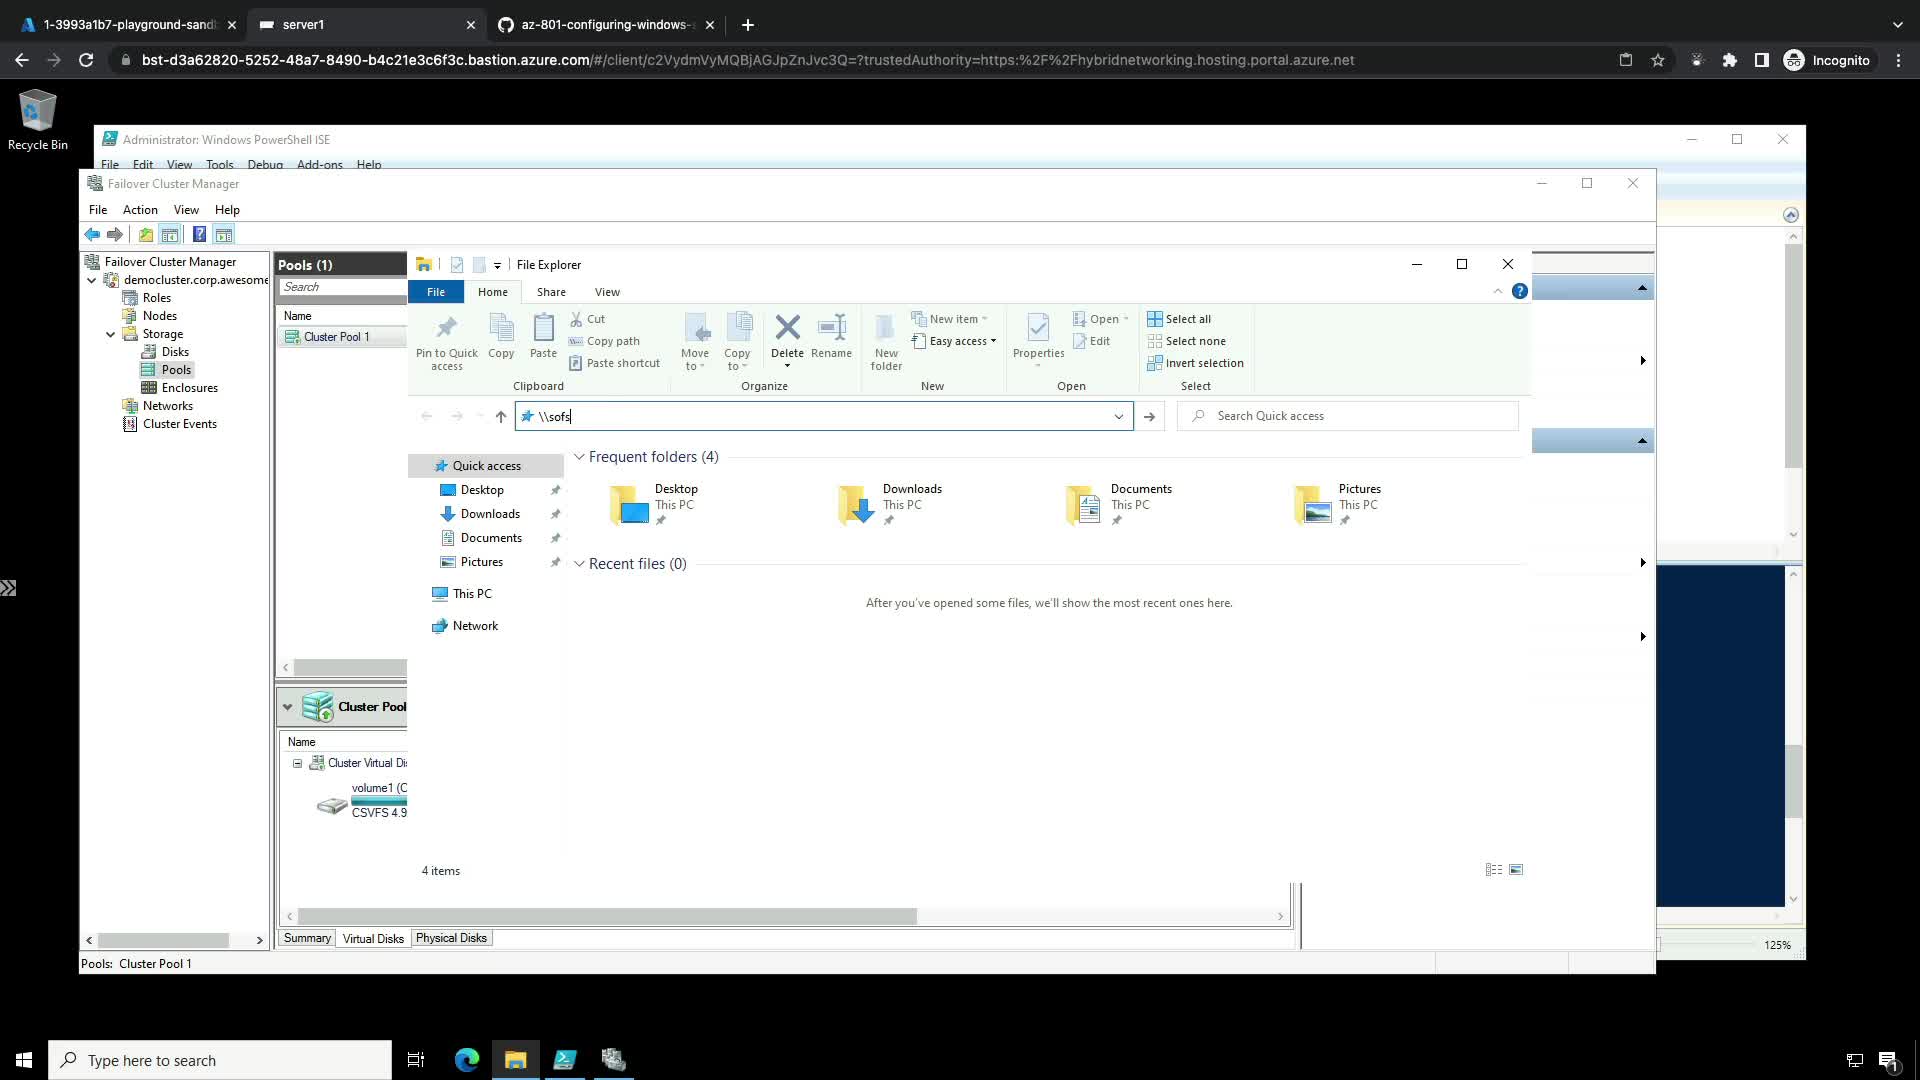 1-3993a1b7-playground-sand
server1
az-801-configuring-windows-s
bst-d3a62820-5252-48a7-8490-b4c21e3c6f3c.bastion.azure.com/#/client/c2VydmVyMQBjAGJpZnJvc3Q=?trustedAuthority=https:%2F%2Fhybridnetworking.hosting.portal.azure.net
Incognito
Recycle Bin
Administrator: Windows PowerShell ISE
File Edit View Tools Debug Add-ons Help
Failover Cluster Manager
File Action View Help
Failover Cluster Manager
democluster.corp.awesome
Roles
Nodes
Storage
Disks
Pools
Enclosures
Networks
Cluster Events
Pools (1)
Search
Name
Cluster Pool 1
Cluster Pool
Name
Cluster Virtual Di
volume1 (C
CSVFS 4.9
Summary Virtual Disks Physical Disks
Pools: Cluster Pool 1
File Explorer
File Home Share View
Pin to Quick access
Copy
Paste
Cut
Copy path
Paste shortcut
Clipboard
Move to
Copy to
Delete
Rename
Organize
New folder
New item
Easy access
New
Properties
Open
Edit
Open
Select all
Select none
Invert selection
Select
\\sofs
Search Quick access
Quick access
Desktop
Downloads
Documents
Pictures
This PC
Network
Frequent folders (4)
Desktop
This PC
Downloads
This PC
Documents
This PC
Pictures
This PC
Recent files (0)
After you've opened some files, we'll show the most recent ones here.
4 items
125%
Type here to search
1